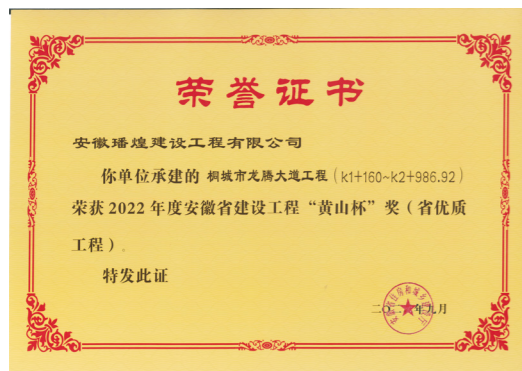 荣誉证书
安徽璠煌建设工程有限公司
你单位承建的 桐城市龙腾大道工程（k1+160~k2+986.92）
荣获2022年度安徽省建设工程“黄山杯”奖（省优质
工程）.
特发此证
年九月